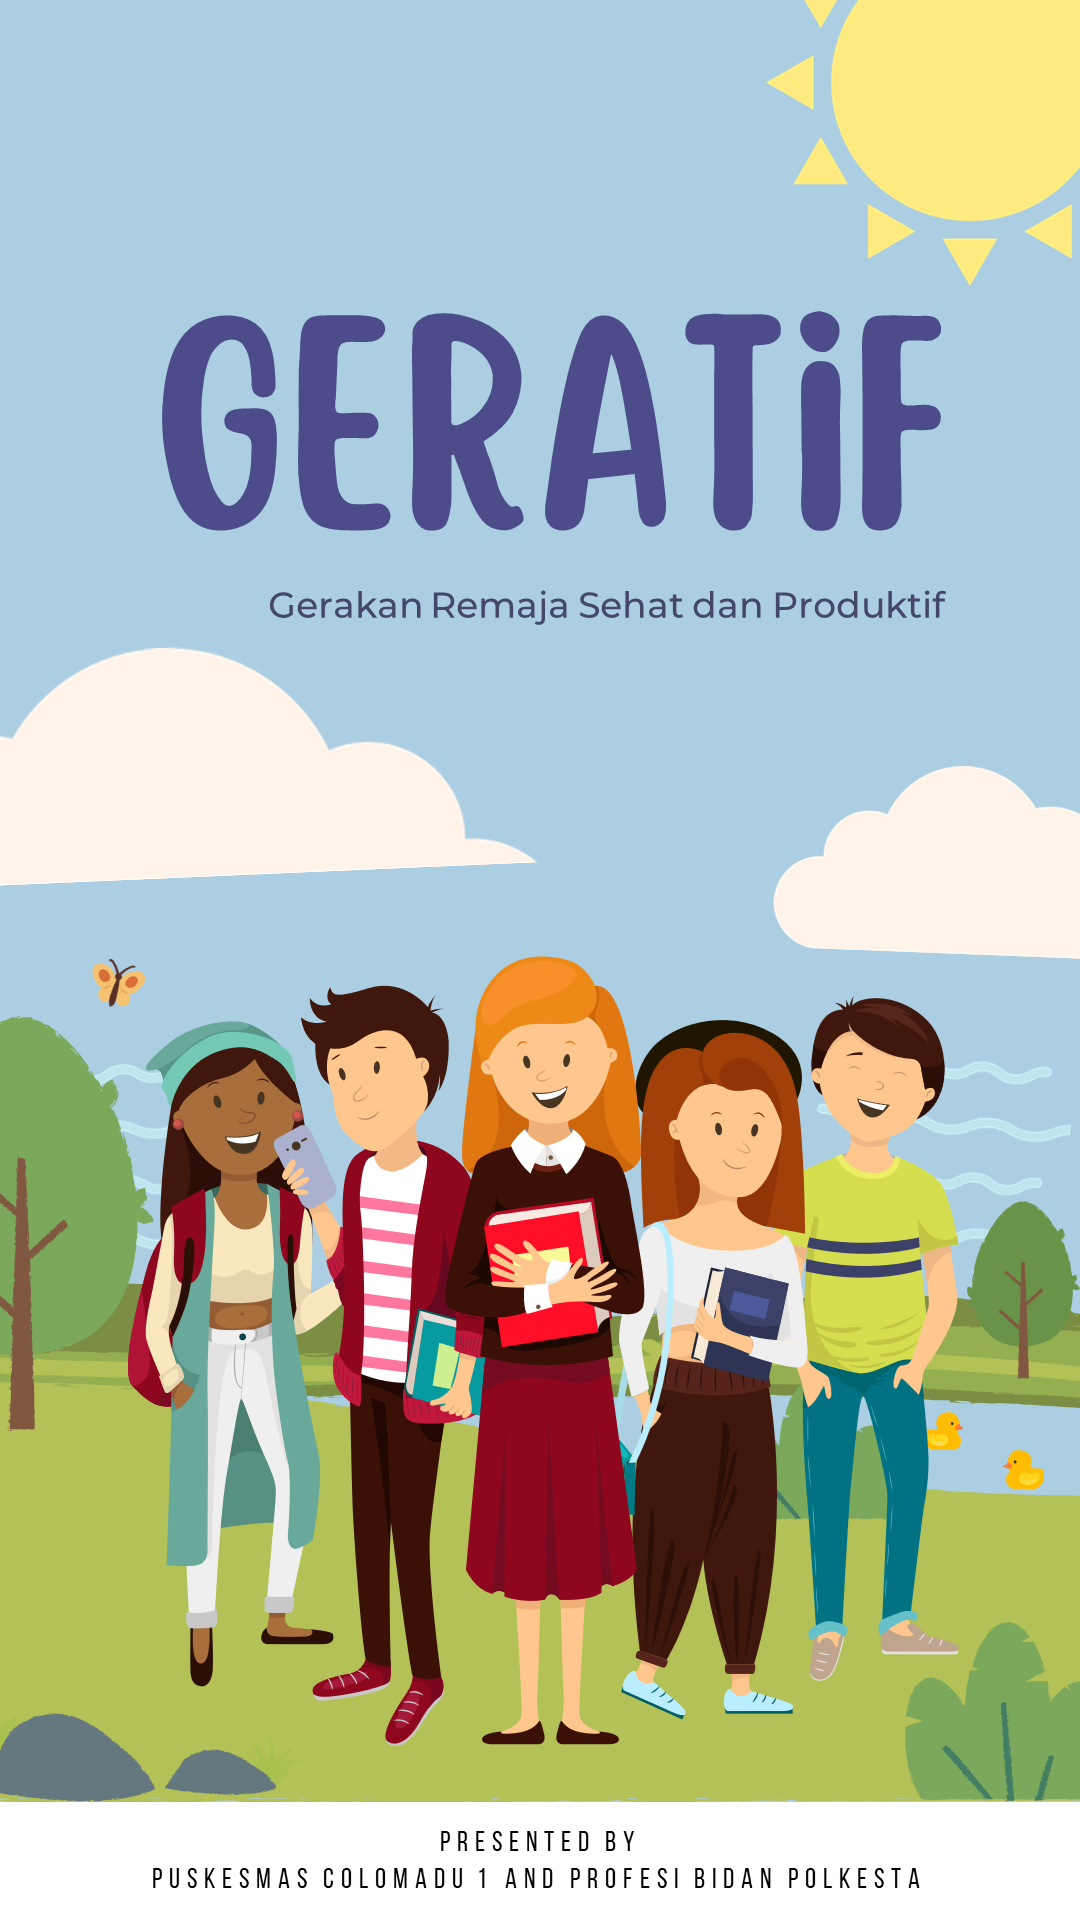 GERATiF
Gerakan Remaja Sehat dan Produktif
PRESENTED BY
PUSKESMAS COLOMADU 1 AND PROFESI BIDAN POLKESTA